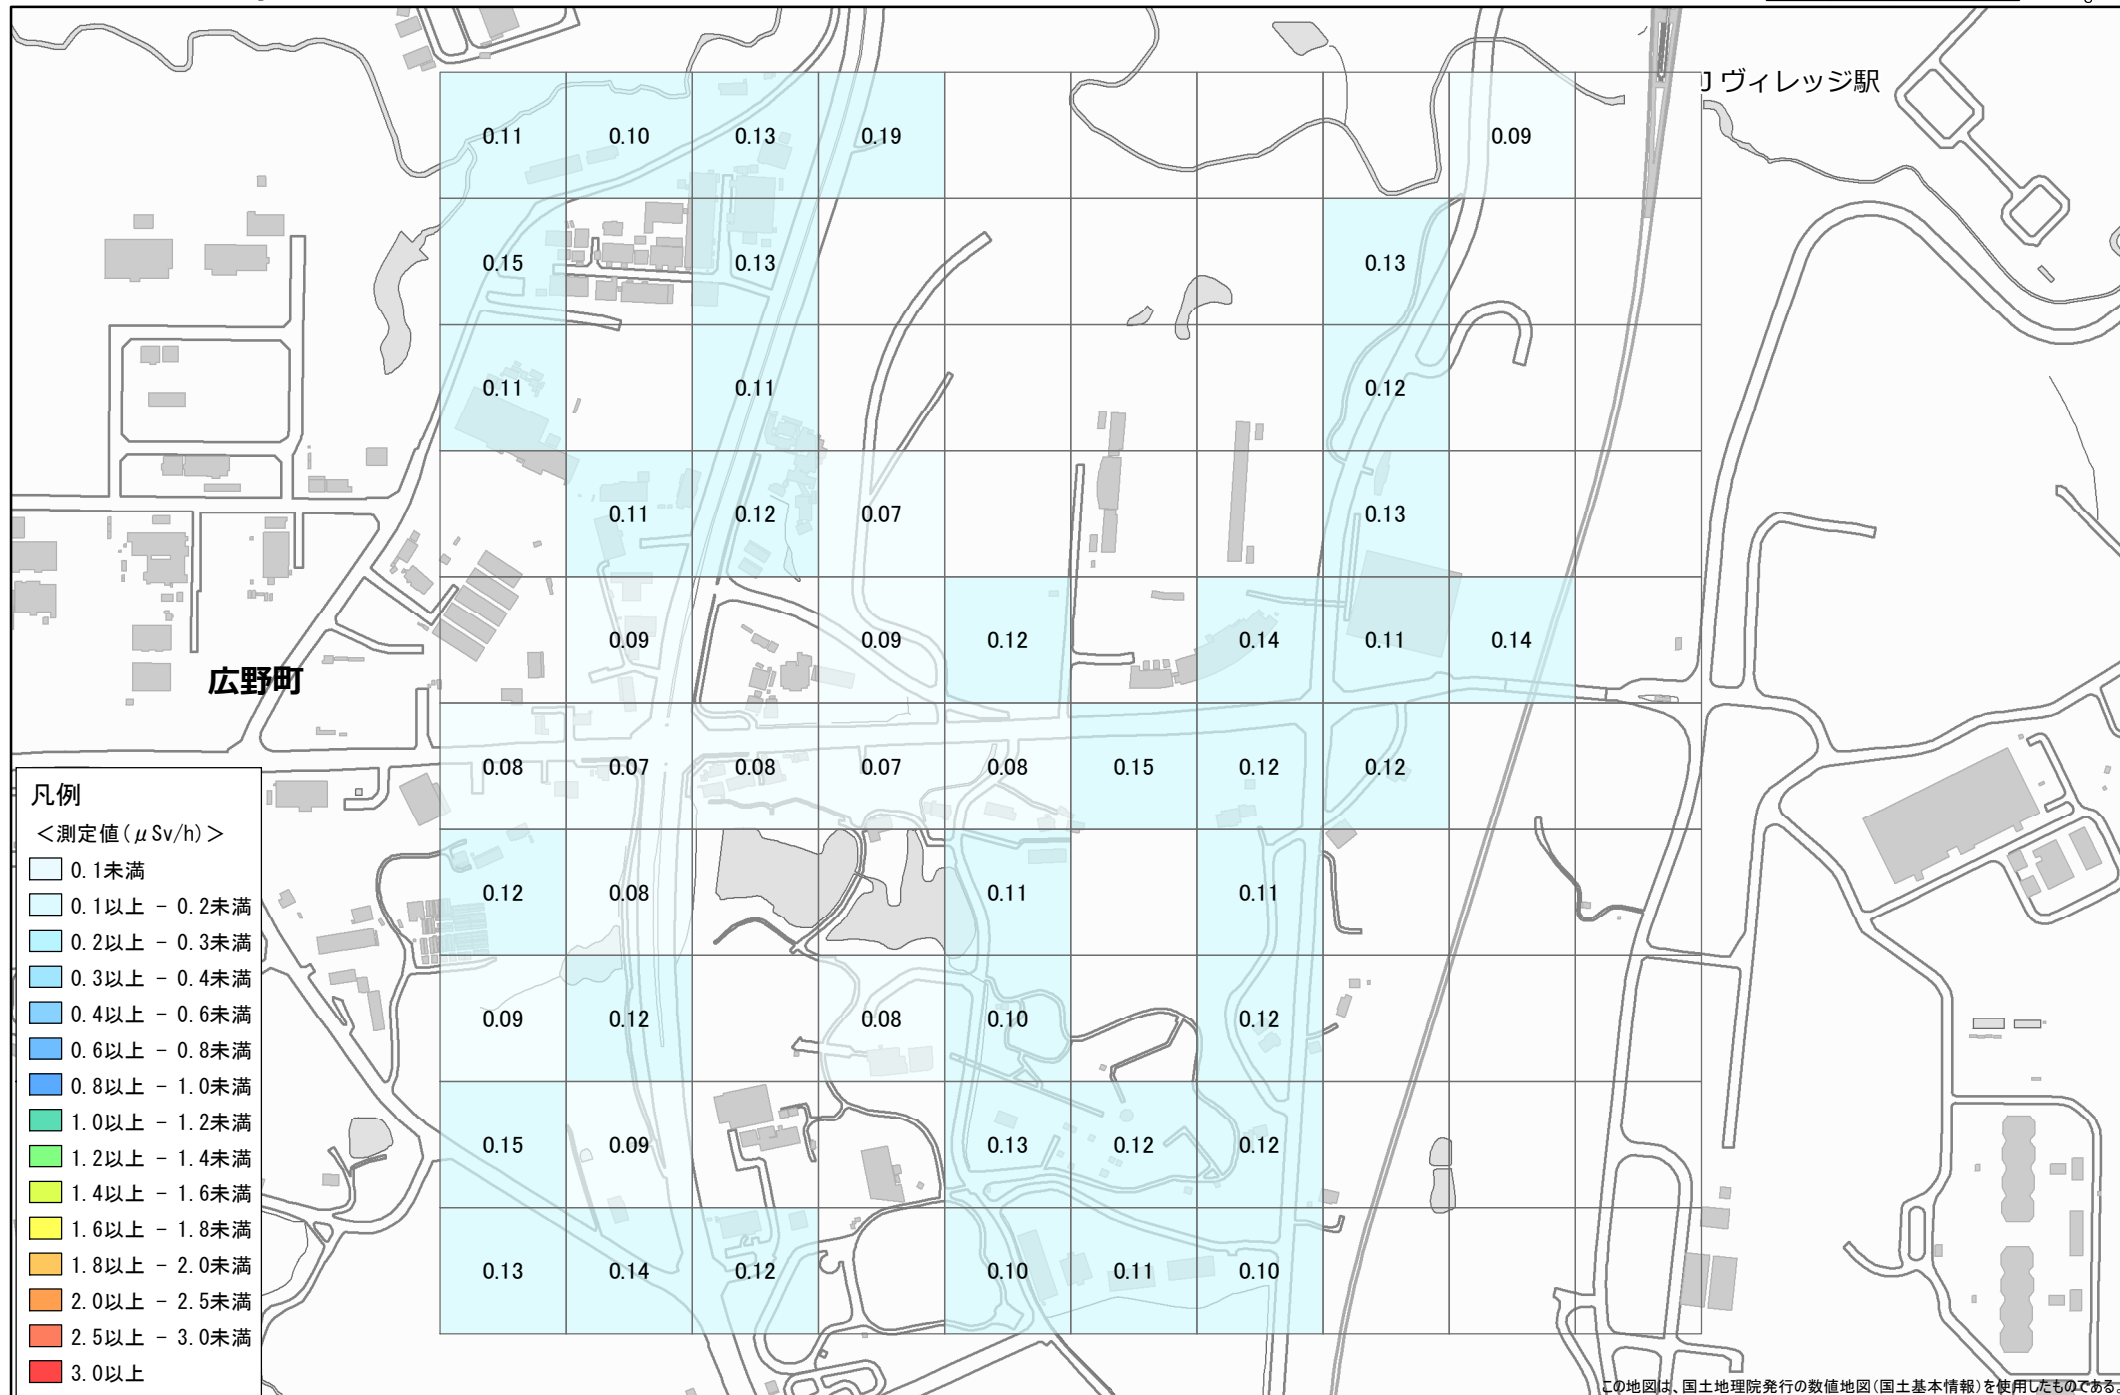 Jヴィレッジ駅
0.11 0.10 0.13 0.19 0.09
0.15 0.13 0.13
0.11 0.11 0.12
0.11 0.12 0.07 0.13
0.09 0.09 0.12 0.14 0.11 0.14
広野町
0.08 0.07 0.08 0.07 0.08 0.15 0.12 0.12
0.12 0.08 0.11 0.11
0.09 0.12 0.08 0.10 0.12
0.15 0.09 0.13 0.12 0.12
0.13 0.14 0.12 0.10 0.11 0.10
凡例
＜測定値(μSv/h)＞
0.1未満
0.1以上 - 0.2未満
0.2以上 - 0.3未満
0.3以上 - 0.4未満
0.4以上 - 0.6未満
0.6以上 - 0.8未満
0.8以上 - 1.0未満
1.0以上 - 1.2未満
1.2以上 - 1.4未満
1.4以上 - 1.6未満
1.6以上 - 1.8未満
1.8以上 - 2.0未満
2.0以上 - 2.5未満
2.5以上 - 3.0未満
3.0以上
この地図は、国土地理院発行の数値地図(国土基本情報)を使用したものである。